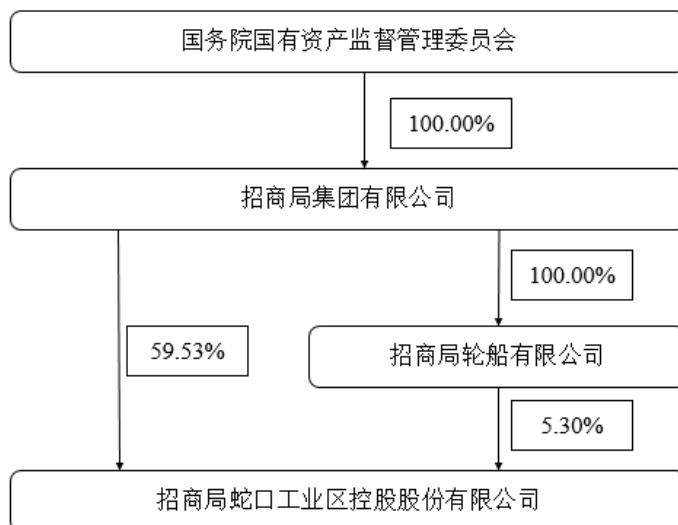 国务院国有资产监督管理委员会
100.00%
招商局集团有限公司
100.00%
59.53%
招商局轮船有限公司
5.30%
招商局蛇口工业区控股股份有限公司